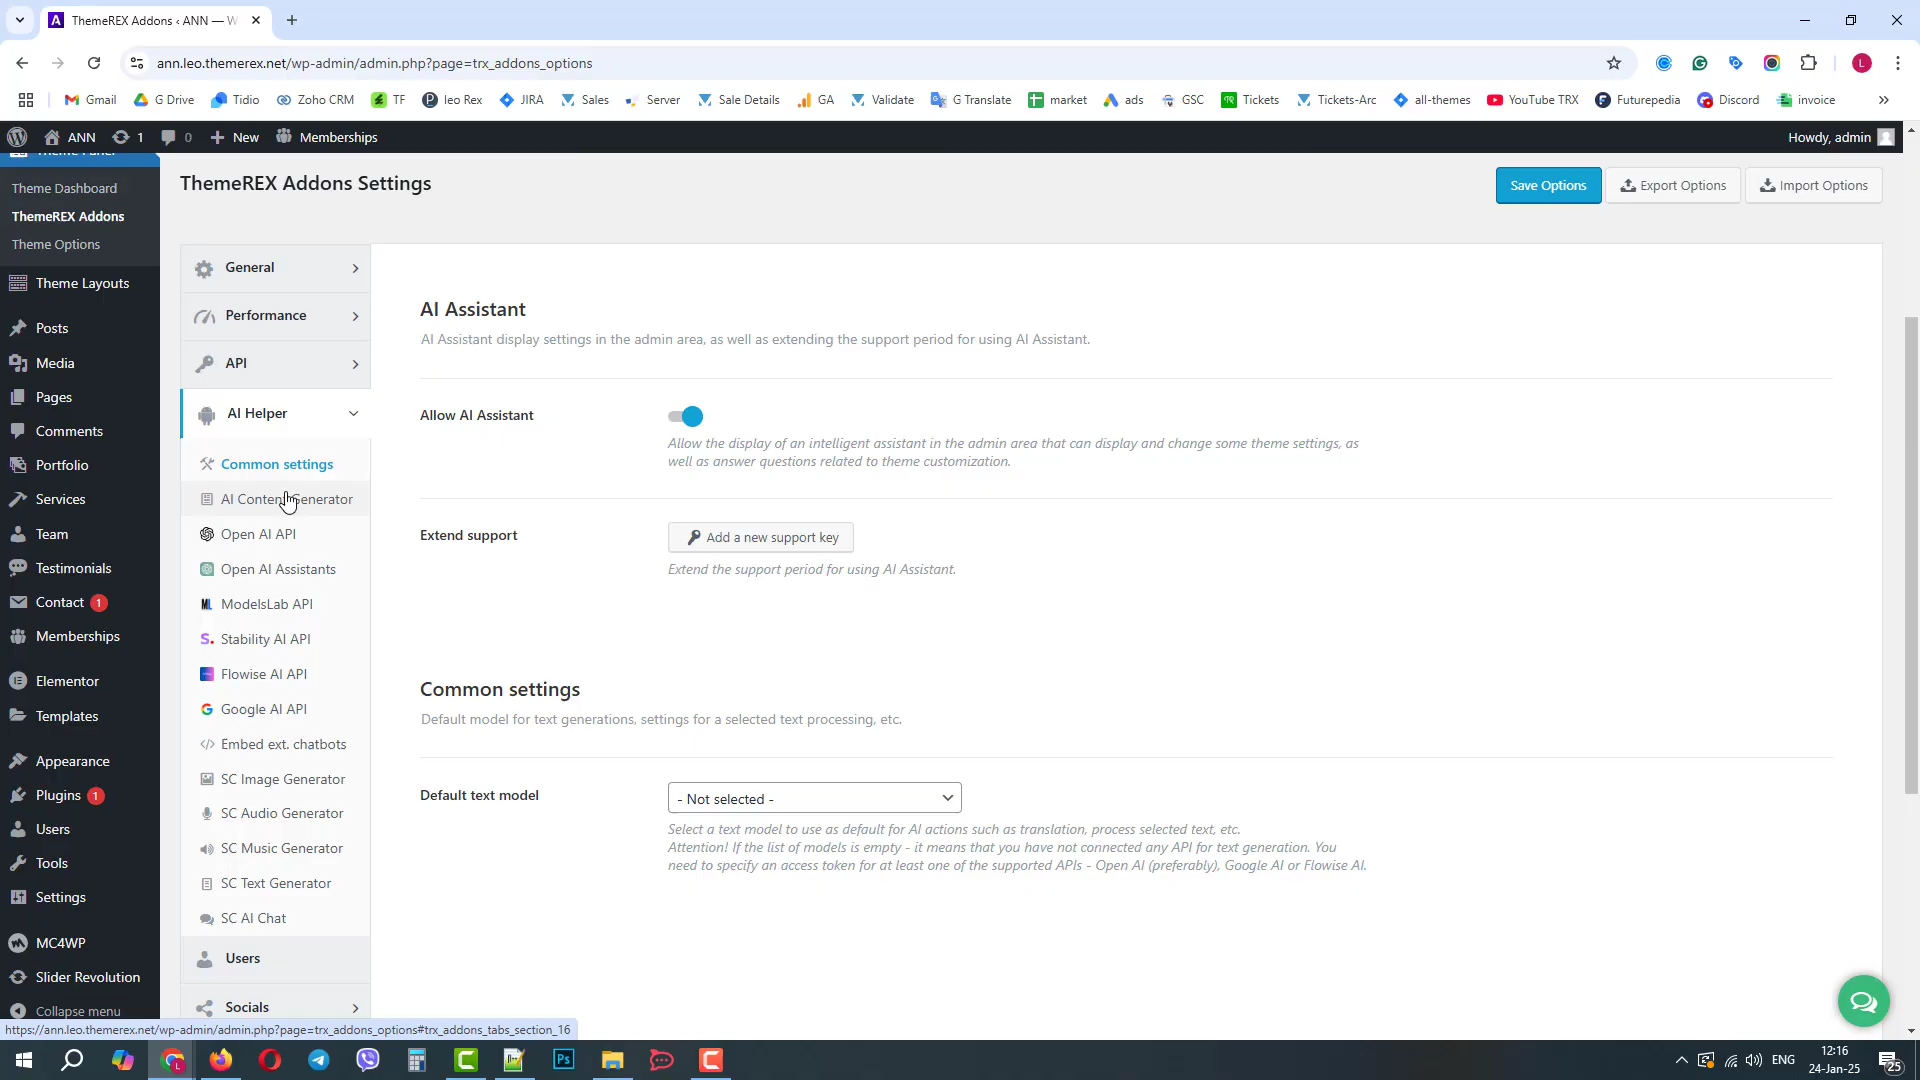 ThemeREX Addons ‹ ANN — W
ann.leo.themerex.net/wp-admin/admin.php?page=trx_addons_options
Gmail
G Drive
Tidio
Zoho CRM
TF
leo Rex
JIRA
Sales
Server
Sale Details
GA
Validate
G Translate
market
ads
GSC
Tickets
Tickets-Arc
all-themes
YouTube TRX
Futurepedia
Discord
invoice
ANN
1
0
New
Memberships
Howdy, admin
Theme Panel
Theme Dashboard
ThemeREX Addons
Theme Options
Theme Layouts
Posts
Media
Pages
Comments
Portfolio
Services
Team
Testimonials
Contact 1
Memberships
Elementor
Templates
Appearance
Plugins 1
Users
Tools
Settings
MC4WP
Slider Revolution
Collapse menu
ThemeREX Addons Settings
Save Options
Export Options
Import Options
General
Performance
API
AI Helper
Common settings
AI Content Generator
Open AI API
Open AI Assistants
ModelsLab API
Stability AI API
Flowise AI API
Google AI API
Embed ext. chatbots
SC Image Generator
SC Audio Generator
SC Music Generator
SC Text Generator
SC AI Chat
Users
Socials
AI Assistant
AI Assistant display settings in the admin area, as well as extending the support period for using AI Assistant.
Allow AI Assistant
Allow the display of an intelligent assistant in the admin area that can display and change some theme settings, as
well as answer questions related to theme customization.
Extend support
Add a new support key
Extend the support period for using AI Assistant.
Common settings
Default model for text generations, settings for a selected text processing, etc.
Default text model
- Not selected -
Select a text model to use as default for AI actions such as translation, process selected text, etc.
Attention! If the list of models is empty - it means that you have not connected any API for text generation. You
need to specify an access token for at least one of the supported APIs - Open AI (preferably), Google AI or Flowise AI.
https://ann.leo.themerex.net/wp-admin/admin.php?page=trx_addons_options#trx_addons_tabs_section_16
ENG
12:16
24-Jan-25
25